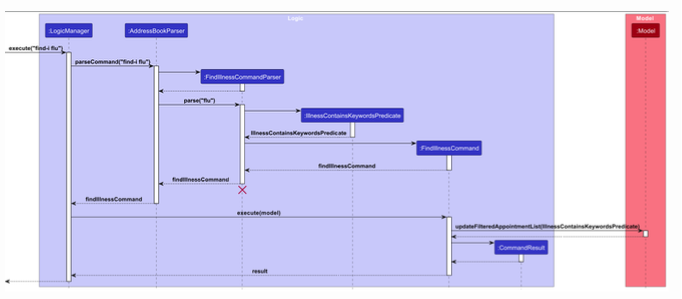 Logic
Model
:LogicManager
:AddressBookParser
:Model
execute("find-i flu")
parseCommand("find-i flu")
:FindIllnessCommandParser
parse("flu")
:IllnessContainsKeywordsPredicate
IllnessContainsKeywordsPredicate
:FindIllnessCommand
findIllnessCommand
findIllnessCommand
findIllnessCommand
execute(model)
updateFilteredAppointmentList(IllnessContainsKeywordsPredicate)
:CommandResult
result